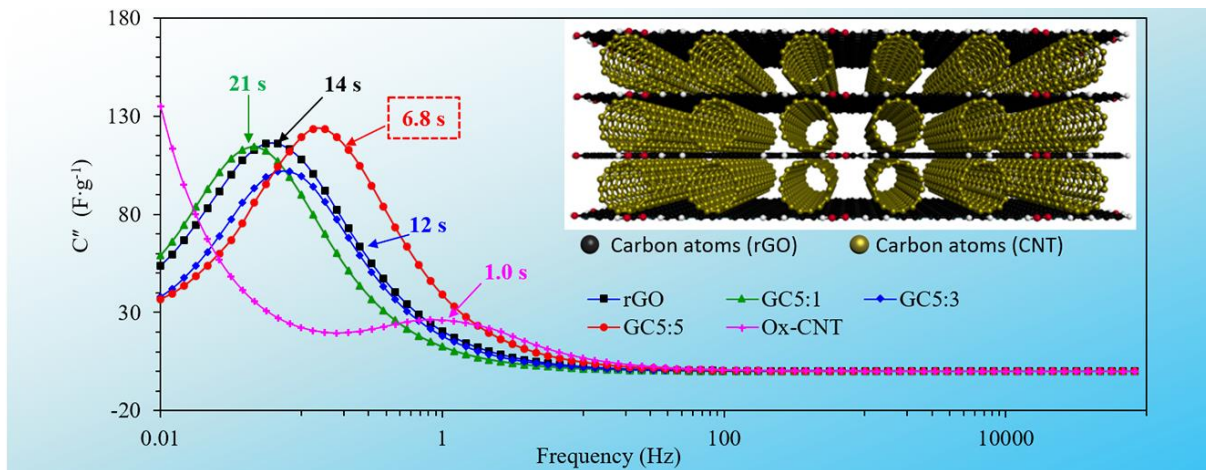 180
130
80
30
-20
C″ (F·g⁻¹)
21 s
14 s
6.8 s
12 s
1.0 s
Carbon atoms (rGO) Carbon atoms (CNT)
rGO GC5:1 GC5:3
GC5:5 Ox-CNT
0.01 1 100 10000
Frequency (Hz)